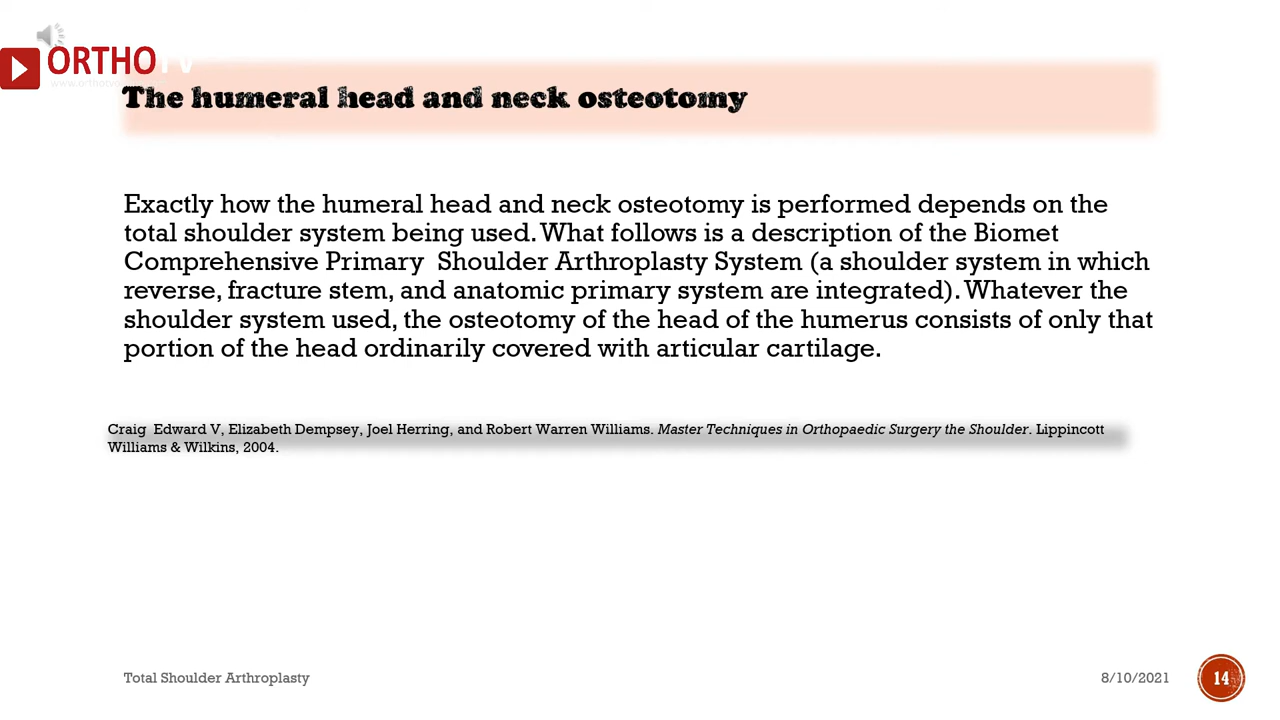 ORTHOTV
The humeral head and neck osteotomy
Exactly how the humeral head and neck osteotomy is performed depends on the
total shoulder system being used. What follows is a description of the Biomet
Comprehensive Primary Shoulder Arthroplasty System (a shoulder system in which
reverse, fracture stem, and anatomic primary system are integrated). Whatever the
shoulder system used, the osteotomy of the head of the humerus consists of only that
portion of the head ordinarily covered with articular cartilage.
Craig Edward V, Elizabeth Dempsey, Joel Herring, and Robert Warren Williams. Master Techniques in Orthopaedic Surgery the Shoulder. Lippincott
Williams & Wilkins, 2004.
Total Shoulder Arthroplasty
8/10/2021
14